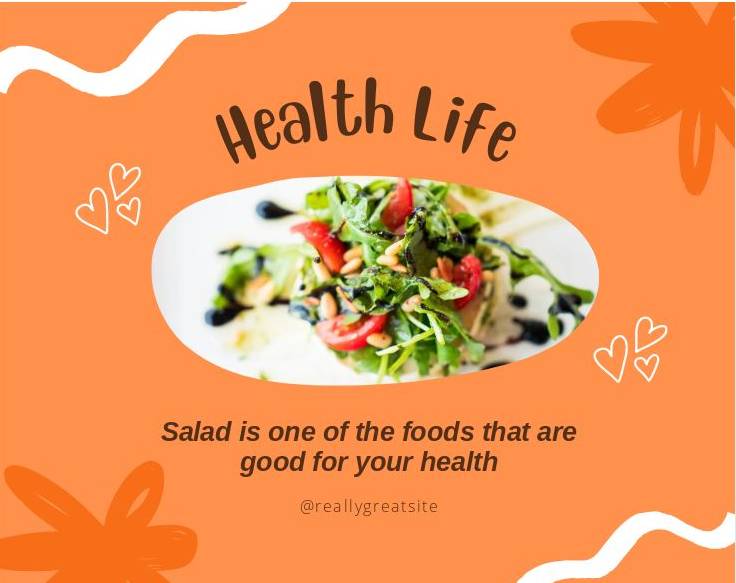 Health Life
Salad is one of the foods that are
good for your health
@reallygreatsite